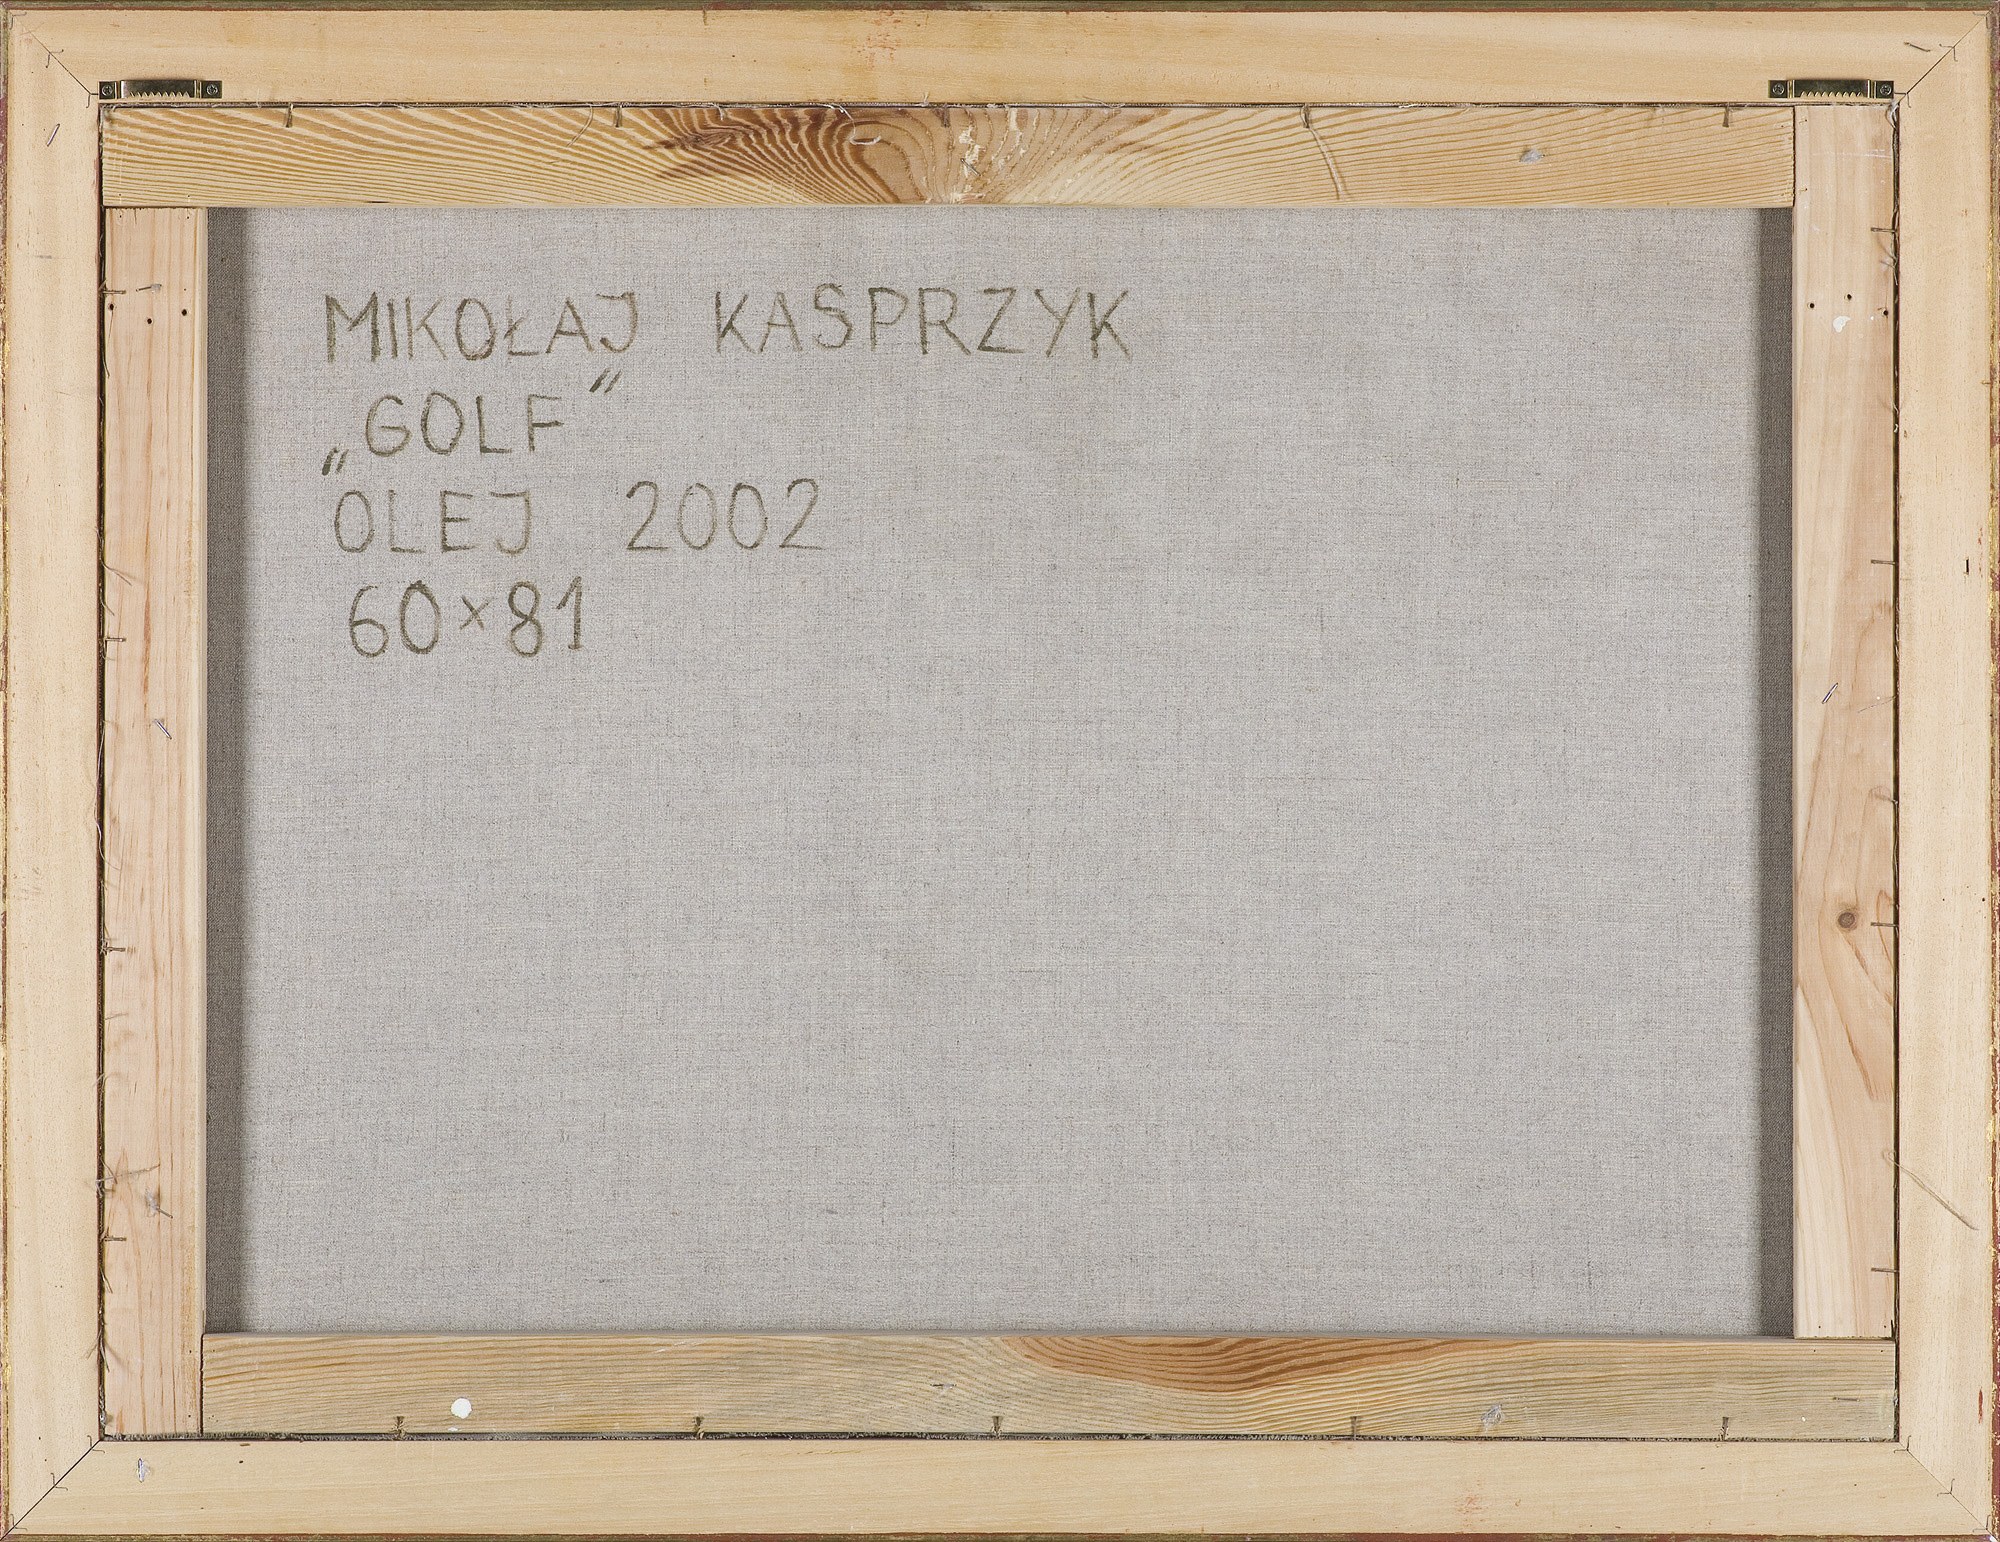 MIKOŁAJ KASPRZYK
„GOLF”
OLEJ 2002
60×81